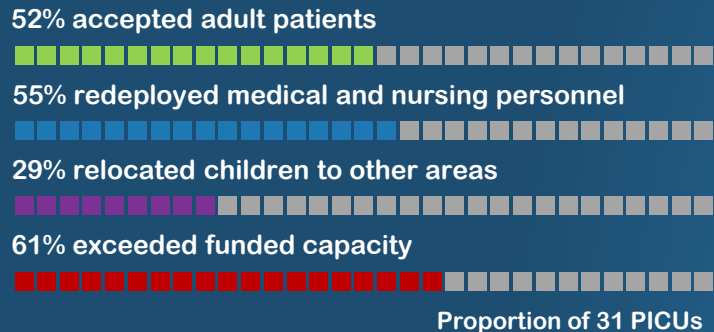 52% accepted adult patients
55% redeployed medical and nursing personnel
29% relocated children to other areas
61% exceeded funded capacity
Proportion of 31 PICUs